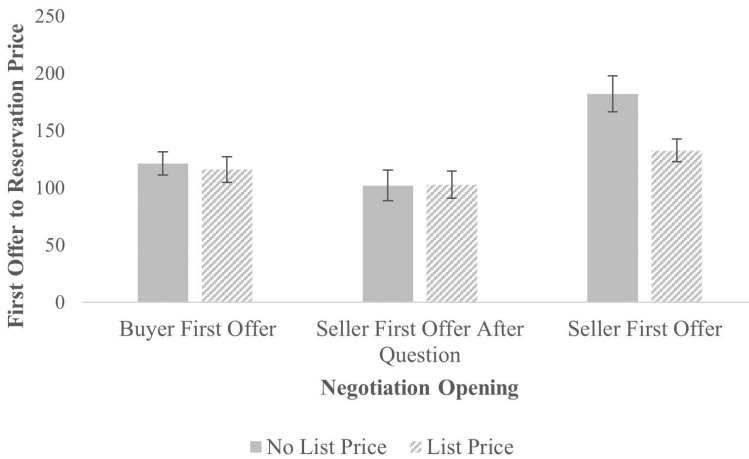 First Offer to Reservation Price
250
200
150
100
50
0
Buyer First Offer
Seller First Offer After
Question
Seller First Offer
Negotiation Opening
No List Price
List Price